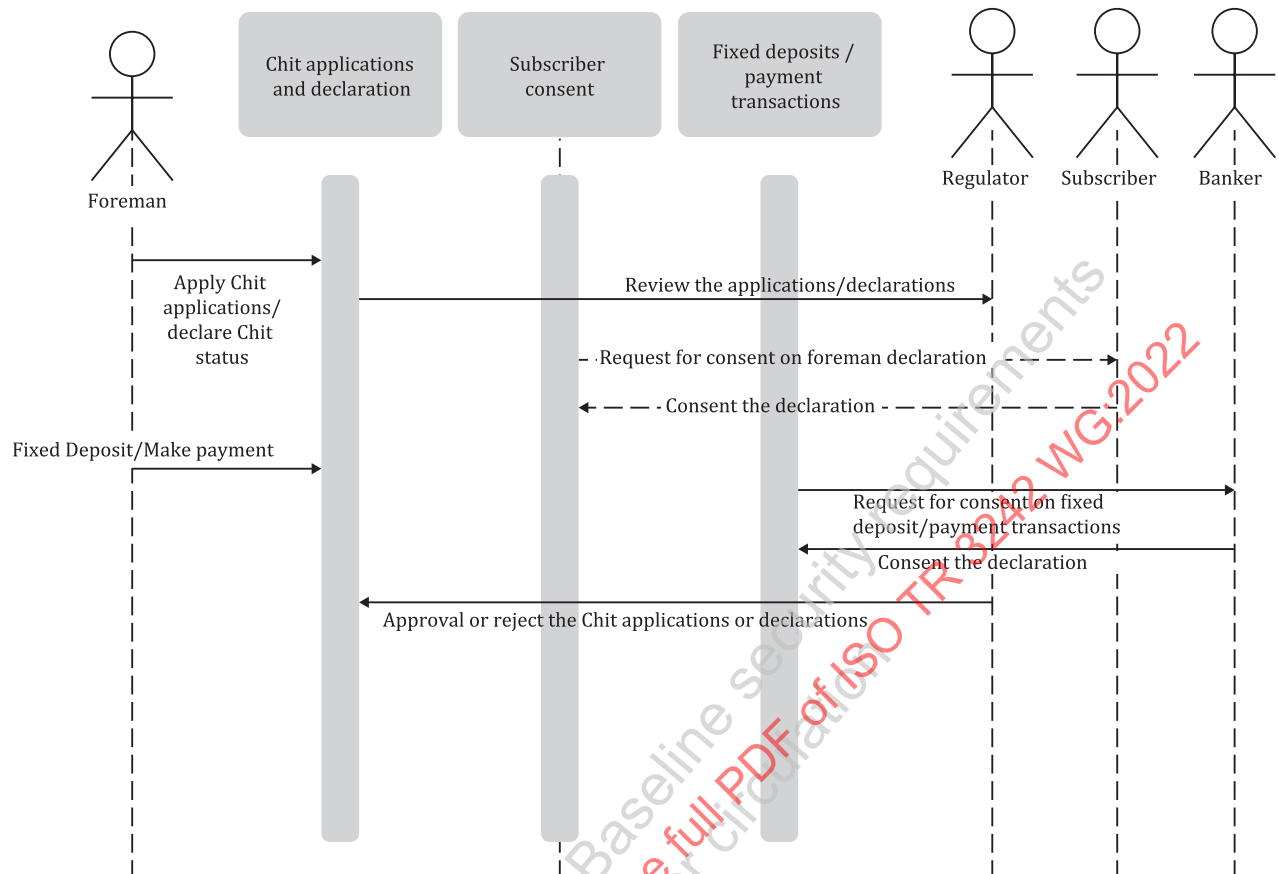 Chit applications
and declaration
Subscriber
consent
Fixed deposits /
payment
transactions
Foreman
Regulator
Subscriber
Banker
Apply Chit
applications/
declare Chit
status
Review the applications/declarations
Request for consent on foreman declaration
Consent the declaration
Fixed Deposit/Make payment
Request for consent on fixed
deposit/payment transactions
Consent the declaration
Approval or reject the Chit applications or declarations
Baseline security requirements
full PDF of ISO TR 3242 WG:2022
circulation